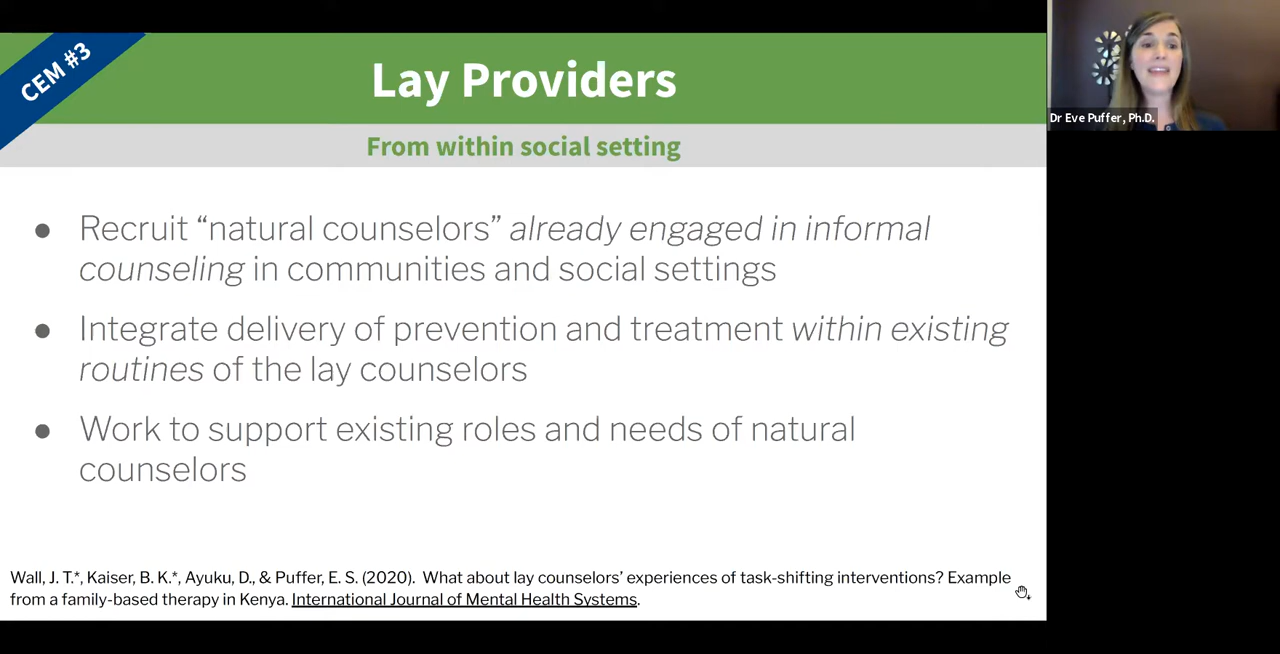 CEM #3
Lay Providers
From within social setting
Dr Eve Puffer, Ph.D.
● Recruit “natural counselors” already engaged in informal
counseling in communities and social settings
● Integrate delivery of prevention and treatment within existing
routines of the lay counselors
● Work to support existing roles and needs of natural
counselors
Wall, J. T.*, Kaiser, B. K.*, Ayuku, D., & Puffer, E. S. (2020).  What about lay counselors’ experiences of task-shifting interventions? Example
from a family-based therapy in Kenya. International Journal of Mental Health Systems.